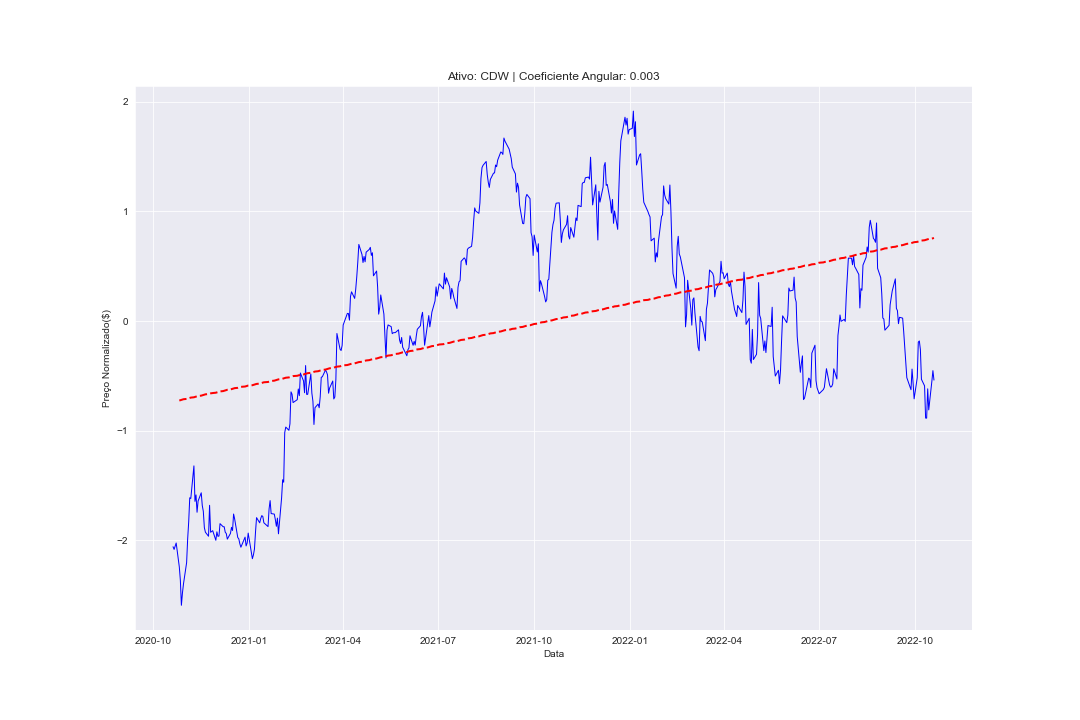 Ativo: CDW | Coeficiente Angular: 0.003
Preço Normalizado($)
2
1
0
−1
−2
2020-10 2021-01 2021-04 2021-07 2021-10 2022-01 2022-04 2022-07 2022-10
Data